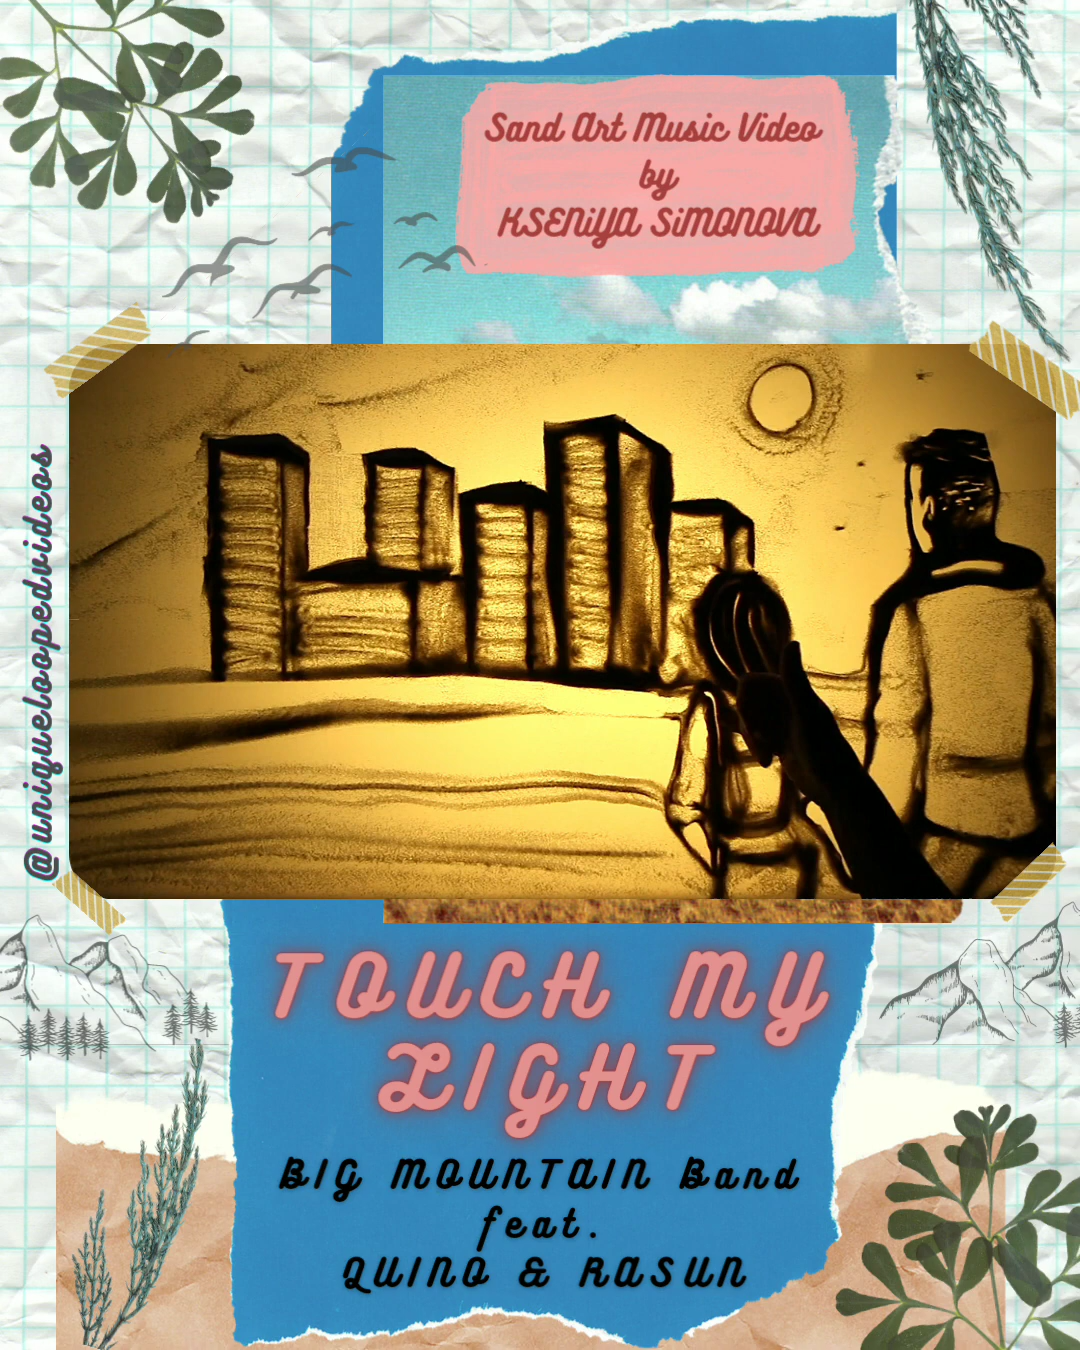 Sand Art Music Video
by
KSENiYA SiMONOVA
@uniqueloopedvideos
TOUCH MY
LIGHT
BIG MOUNTAIN Band
feat.
QUINO & RASUN